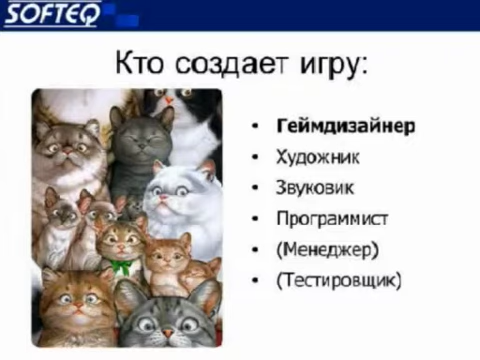 SOFTEQ
Кто создает игру:
• Геймдизайнер
• Художник
• Звуковик
• Программист
• (Менеджер)
• (Тестировщик)